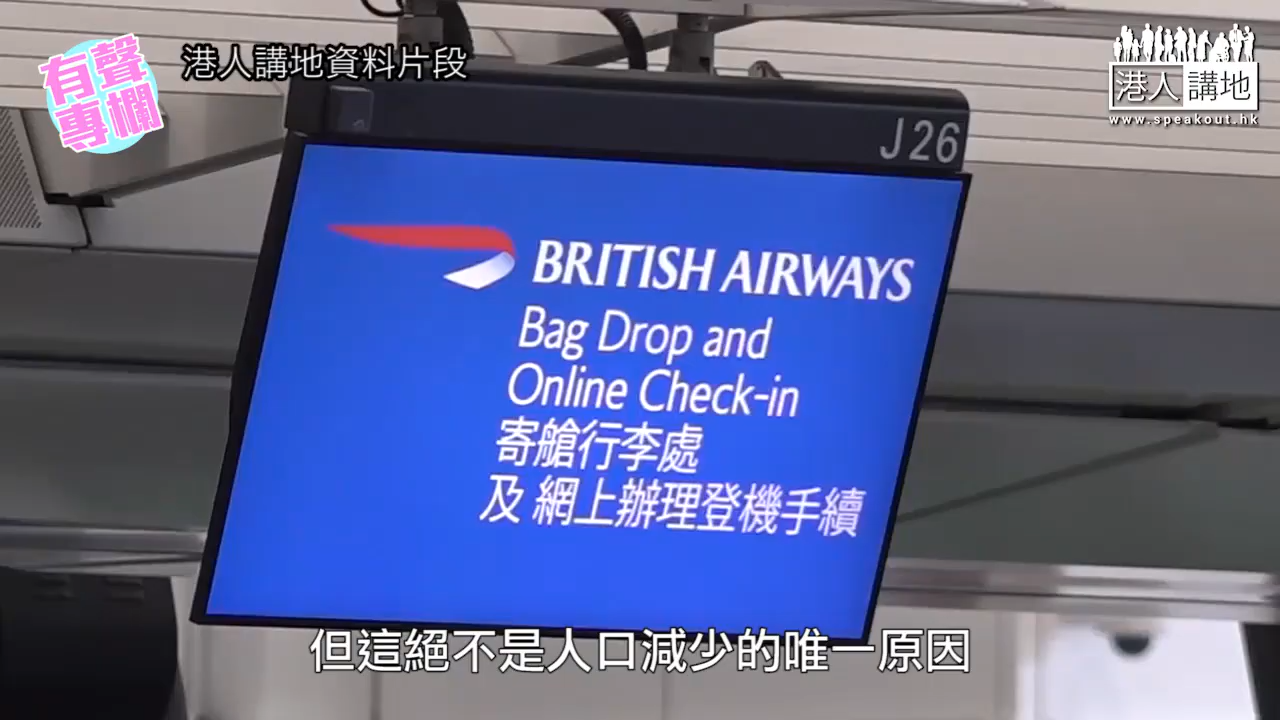 有聲
專欄
港人講地資料片段
港人講地
www.speakout.hk
J26
BRITISH AIRWAYS
Bag Drop and
Online Check-in
寄艙行李處
及 網上辦理登機手續
但這絕不是人口減少的唯一原因